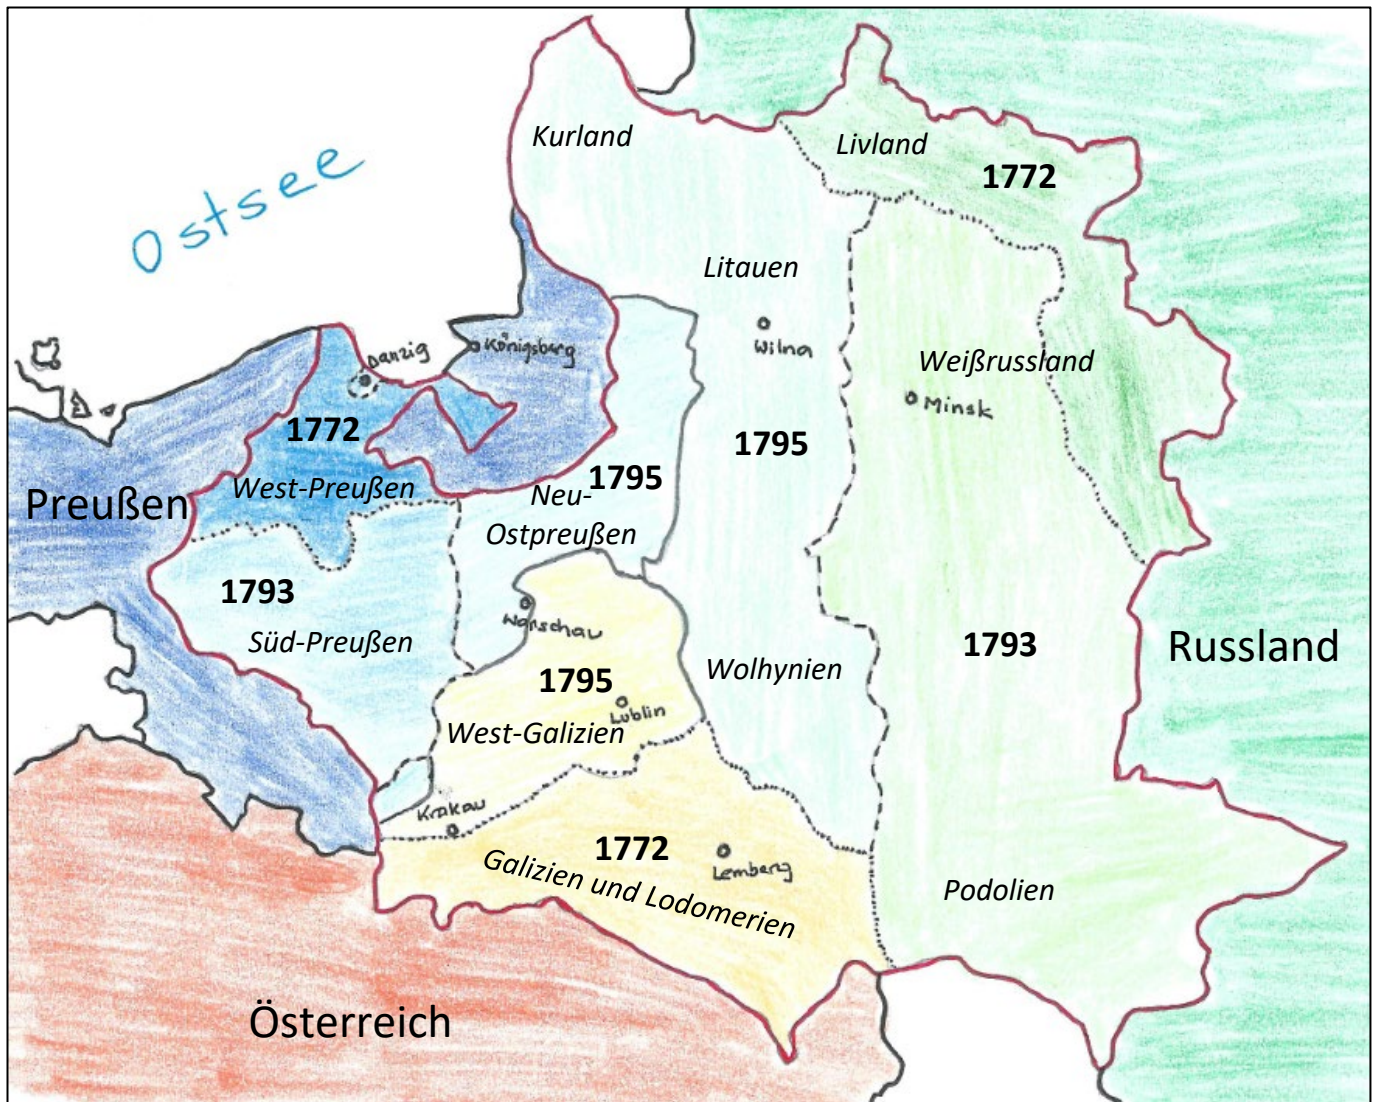 Kurland
Livland
1772
Ostsee
Litauen
Danzig
Königsberg
Wilna
Weißrussland
Minsk
1772
1795
1795
Preußen
West-Preußen
Neu-
Ostpreußen
1793
Süd-Preußen
Warschau
1793
Russland
1795
Wolhynien
Lublin
West-Galizien
Krakau
1772
Lemberg
Galizien und Lodomerien
Podolien
Österreich